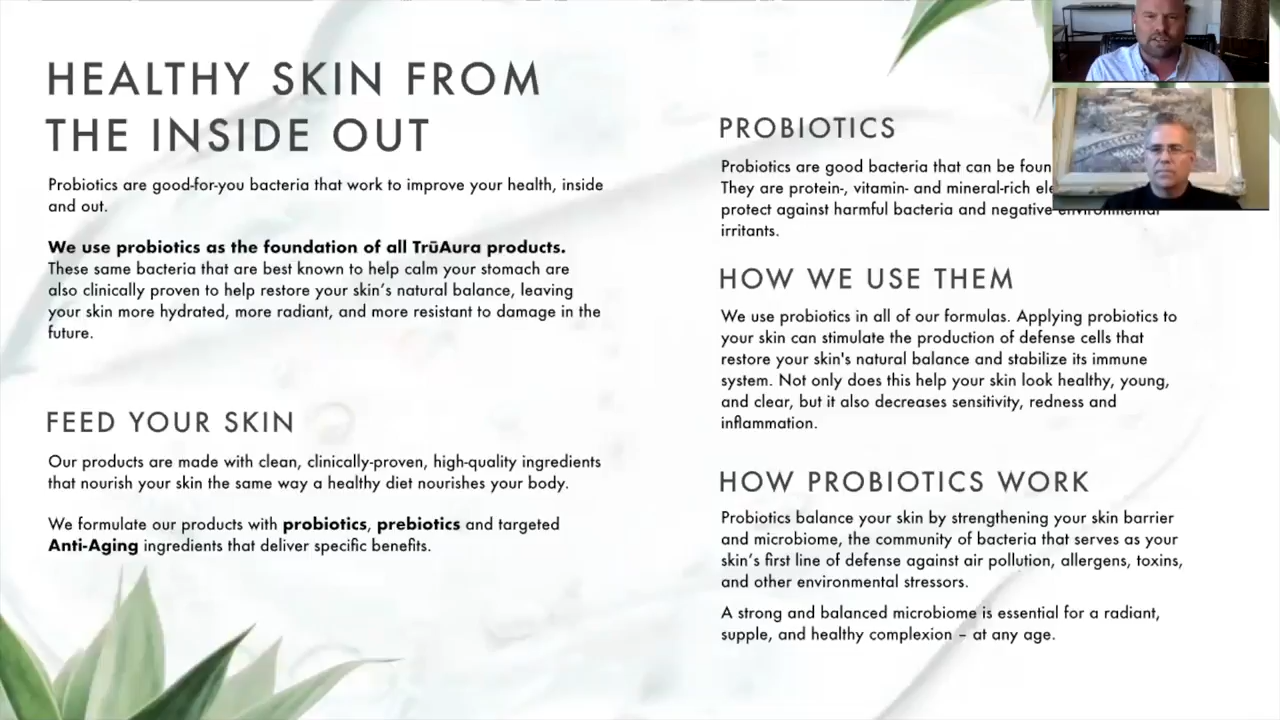 HEALTHY SKIN FROM
THE INSIDE OUT
Probiotics are good-for-you bacteria that work to improve your health, inside
and out.
We use probiotics as the foundation of all TrūAura products.
These same bacteria that are best known to help calm your stomach are
also clinically proven to help restore your skin’s natural balance, leaving
your skin more hydrated, more radiant, and more resistant to damage in the
future.
FEED YOUR SKIN
Our products are made with clean, clinically-proven, high-quality ingredients
that nourish your skin the same way a healthy diet nourishes your body.
We formulate our products with probiotics, prebiotics and targeted
Anti-Aging ingredients that deliver specific benefits.
PROBIOTICS
Probiotics are good bacteria that can be
They are protein-, vitamin- and mineral-rich
protect against harmful bacteria and negative environmental
irritants.
HOW WE USE THEM
We use probiotics in all of our formulas. Applying probiotics to
your skin can stimulate the production of defense cells that
restore your skin's natural balance and stabilize its immune
system. Not only does this help your skin look healthy, young,
and clear, but it also decreases sensitivity, redness and
inflammation.
HOW PROBIOTICS WORK
Probiotics balance your skin by strengthening your skin barrier
and microbiome, the community of bacteria that serves as your
skin’s first line of defense against air pollution, allergens, toxins,
and other environmental stressors.
A strong and balanced microbiome is essential for a radiant,
supple, and healthy complexion – at any age.